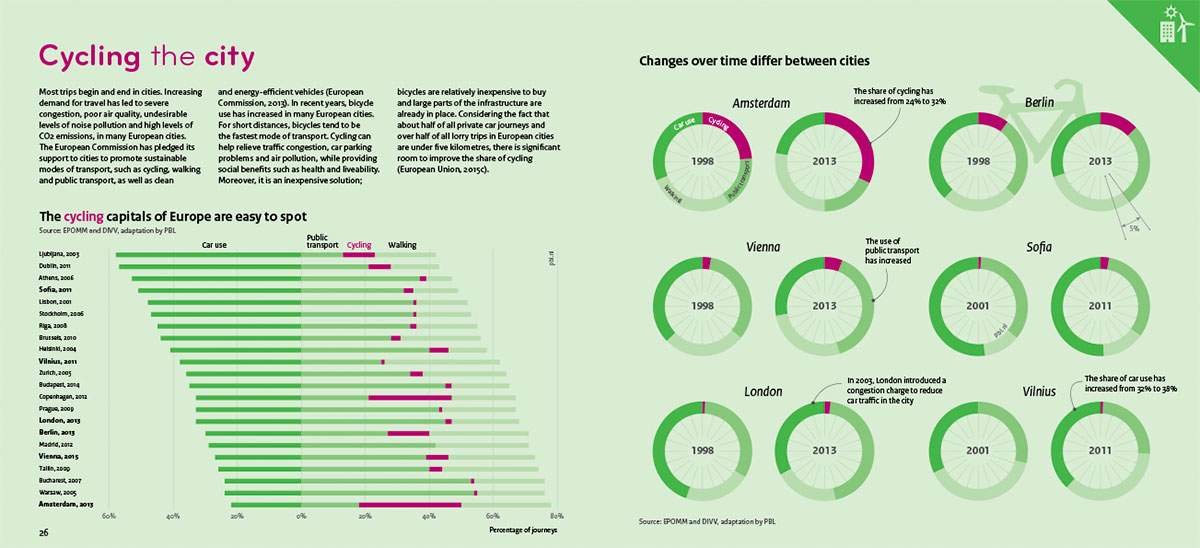 Cycling the city
Most trips begin and end in cities. Increasing
demand for travel has led to severe
congestion, poor air quality, undesirable
levels of noise pollution and high levels of
CO2 emissions, in many European cities.
The European Commission has pledged its
support to cities to promote sustainable
modes of transport, such as cycling, walking
and public transport, as well as clean
and energy-efficient vehicles (European
Commission, 2013). In recent years, bicycle
use has increased in many European cities.
For short distances, bicycles tend to be
the fastest mode of transport. Cycling can
help relieve traffic congestion, car parking
problems and air pollution, while providing
social benefits such as health and liveability.
Moreover, it is an inexpensive solution;
bicycles are relatively inexpensive to buy
and large parts of the infrastructure are
already in place. Considering the fact that
about half of all private car journeys and
over half of all lorry trips in European cities
are under five kilometres, there is significant
room to improve the share of cycling
(European Union, 2015c).
The cycling capitals of Europe are easy to spot
Source: EPOMM and DIVV, adaptation by PBL
Car use
Public
transport
Cycling
Walking
pbl.nl
Ljubljana, 2003
Dublin, 2011
Athens, 2006
Sofia, 2011
Lisbon, 2001
Stockholm, 2006
Riga, 2008
Brussels, 2010
Helsinki, 2004
Vilnius, 2011
Zurich, 2005
Budapest, 2014
Copenhagen, 2012
Prague, 2009
London, 2013
Berlin, 2013
Madrid, 2012
Vienna, 2013
Talin, 2009
Bucharest, 2007
Warsaw, 2005
Amsterdam, 2013
60% 40% 20% 0% 20% 40% 60% 80%
Percentage of journeys
26
Changes over time differ between cities
Amsterdam
The share of cycling has
increased from 24% to 32%
Car use
Cycling
Public transport
Walking
1998
2013
Berlin
1998
2013
5%
Vienna
The use of
public transport
has increased
1998
2013
Sofia
2001
2011
pbl.nl
London
In 2003, London introduced a
congestion charge to reduce
car traffic in the city
1998
2013
Vilnius
The share of car use has
increased from 32% to 38%
2001
2011
Source: EPOMM and DIVV, adaptation by PBL